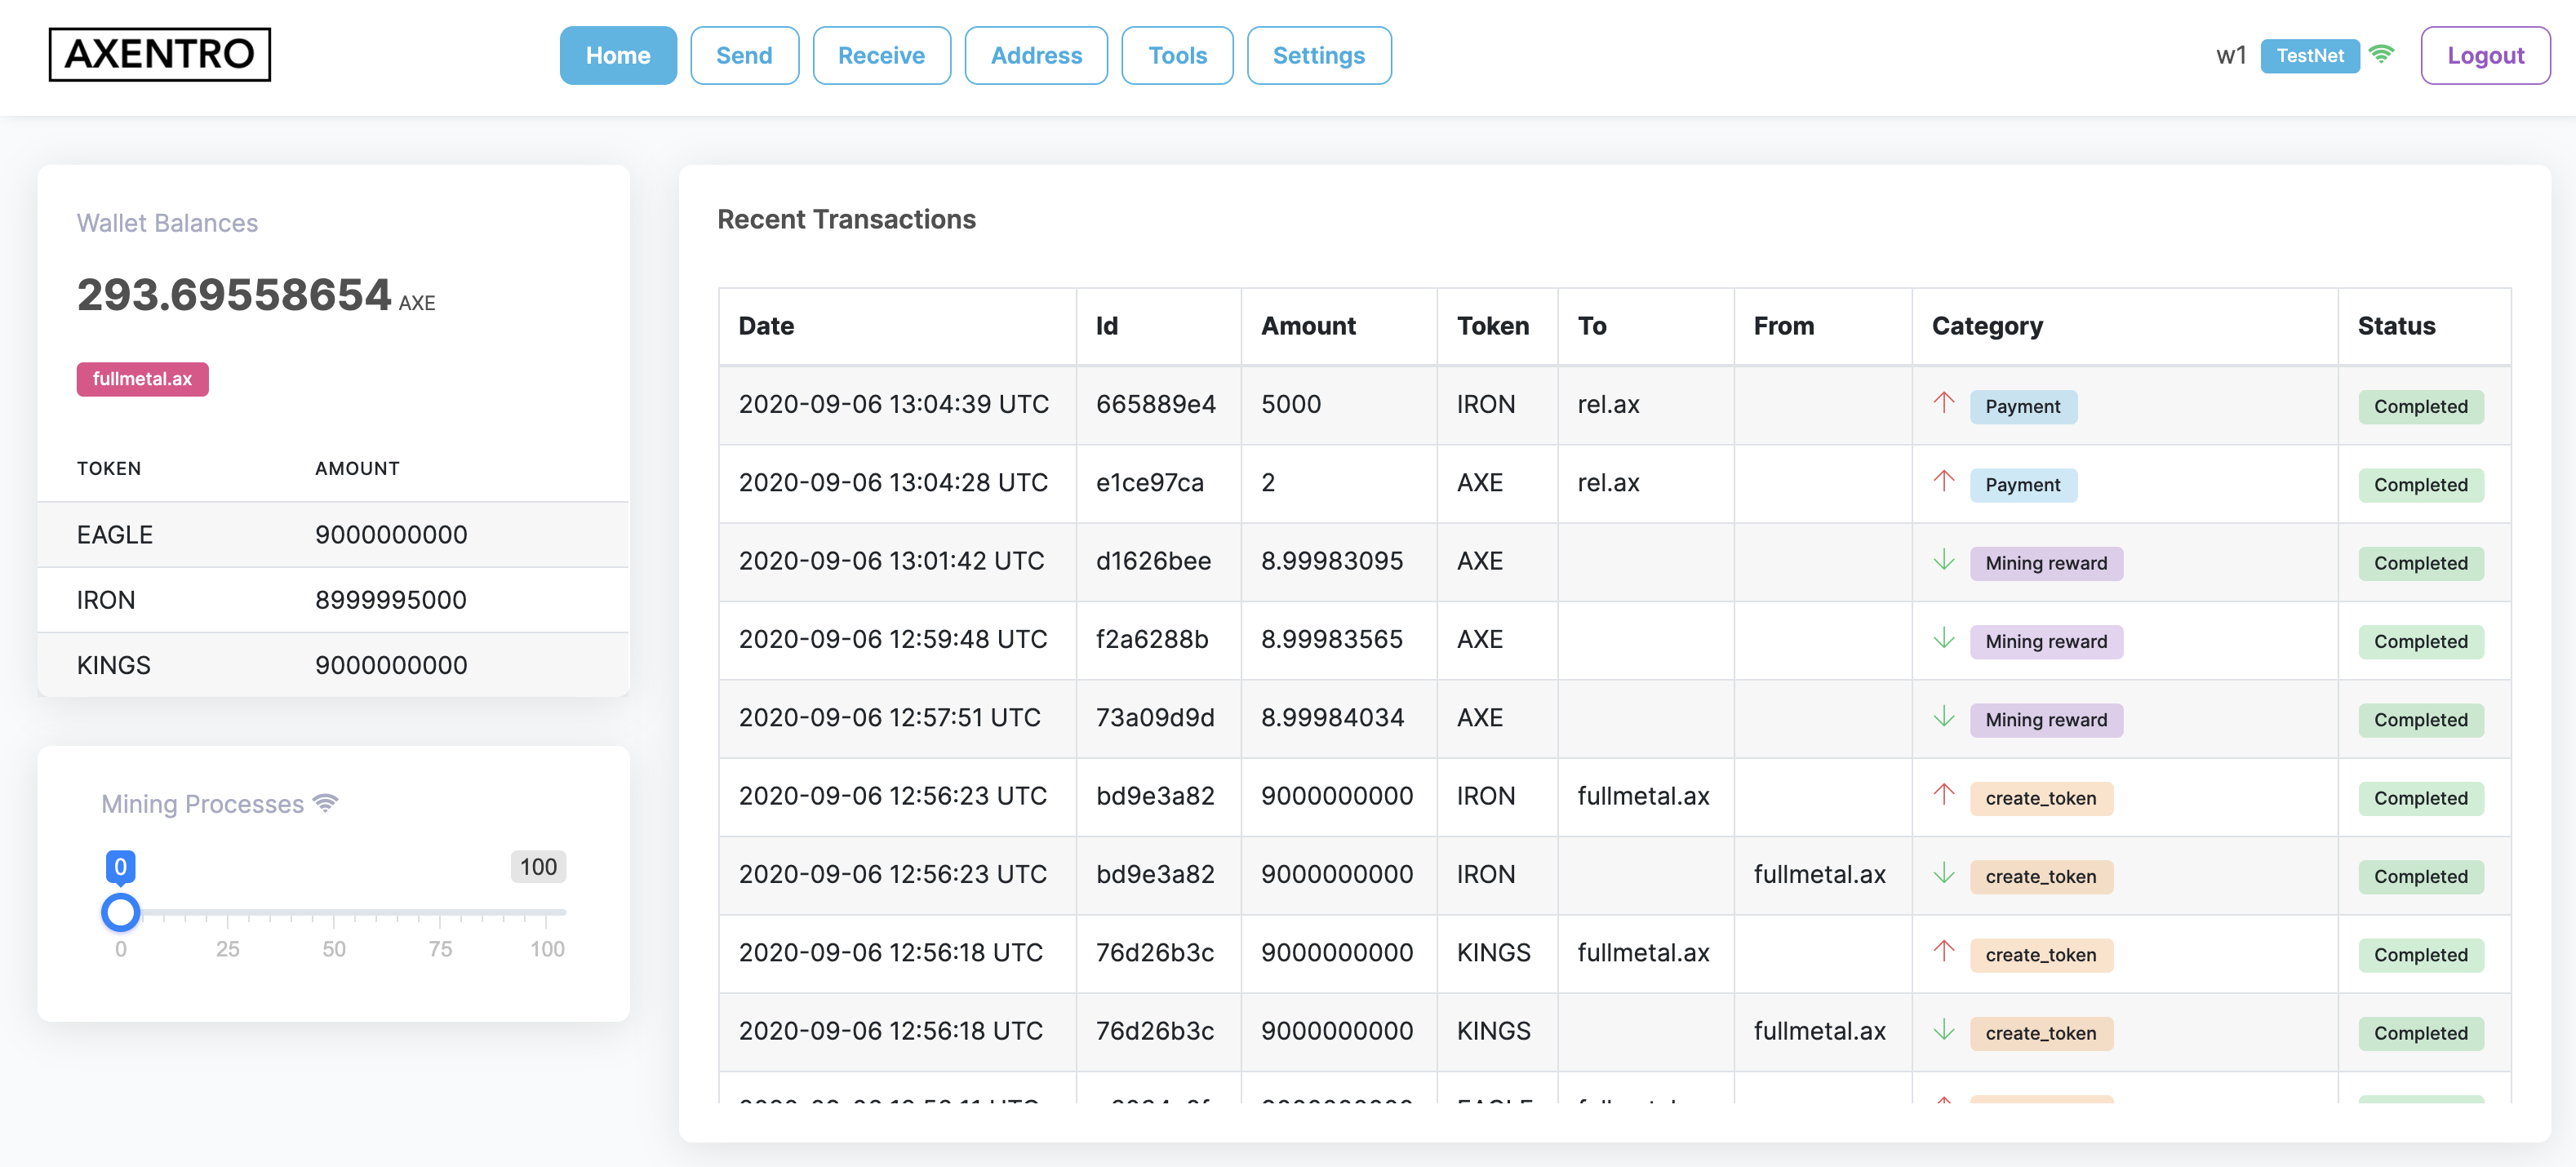 AXENTRO
Home Send Receive Address Tools Settings
w1 TestNet Logout
Wallet Balances
293.69558654 AXE
fullmetal.ax
TOKEN AMOUNT
EAGLE 9000000000
IRON 8999995000
KINGS 9000000000
Mining Processes
0 100
0 25 50 75 100
Recent Transactions
Date Id Amount Token To From Category Status
2020-09-06 13:04:39 UTC 665889e4 5000 IRON rel.ax Payment Completed
2020-09-06 13:04:28 UTC e1ce97ca 2 AXE rel.ax Payment Completed
2020-09-06 13:01:42 UTC d1626bee 8.99983095 AXE Mining reward Completed
2020-09-06 12:59:48 UTC f2a6288b 8.99983565 AXE Mining reward Completed
2020-09-06 12:57:51 UTC 73a09d9d 8.99984034 AXE Mining reward Completed
2020-09-06 12:56:23 UTC bd9e3a82 9000000000 IRON fullmetal.ax create_token Completed
2020-09-06 12:56:23 UTC bd9e3a82 9000000000 IRON fullmetal.ax create_token Completed
2020-09-06 12:56:18 UTC 76d26b3c 9000000000 KINGS fullmetal.ax create_token Completed
2020-09-06 12:56:18 UTC 76d26b3c 9000000000 KINGS fullmetal.ax create_token Completed